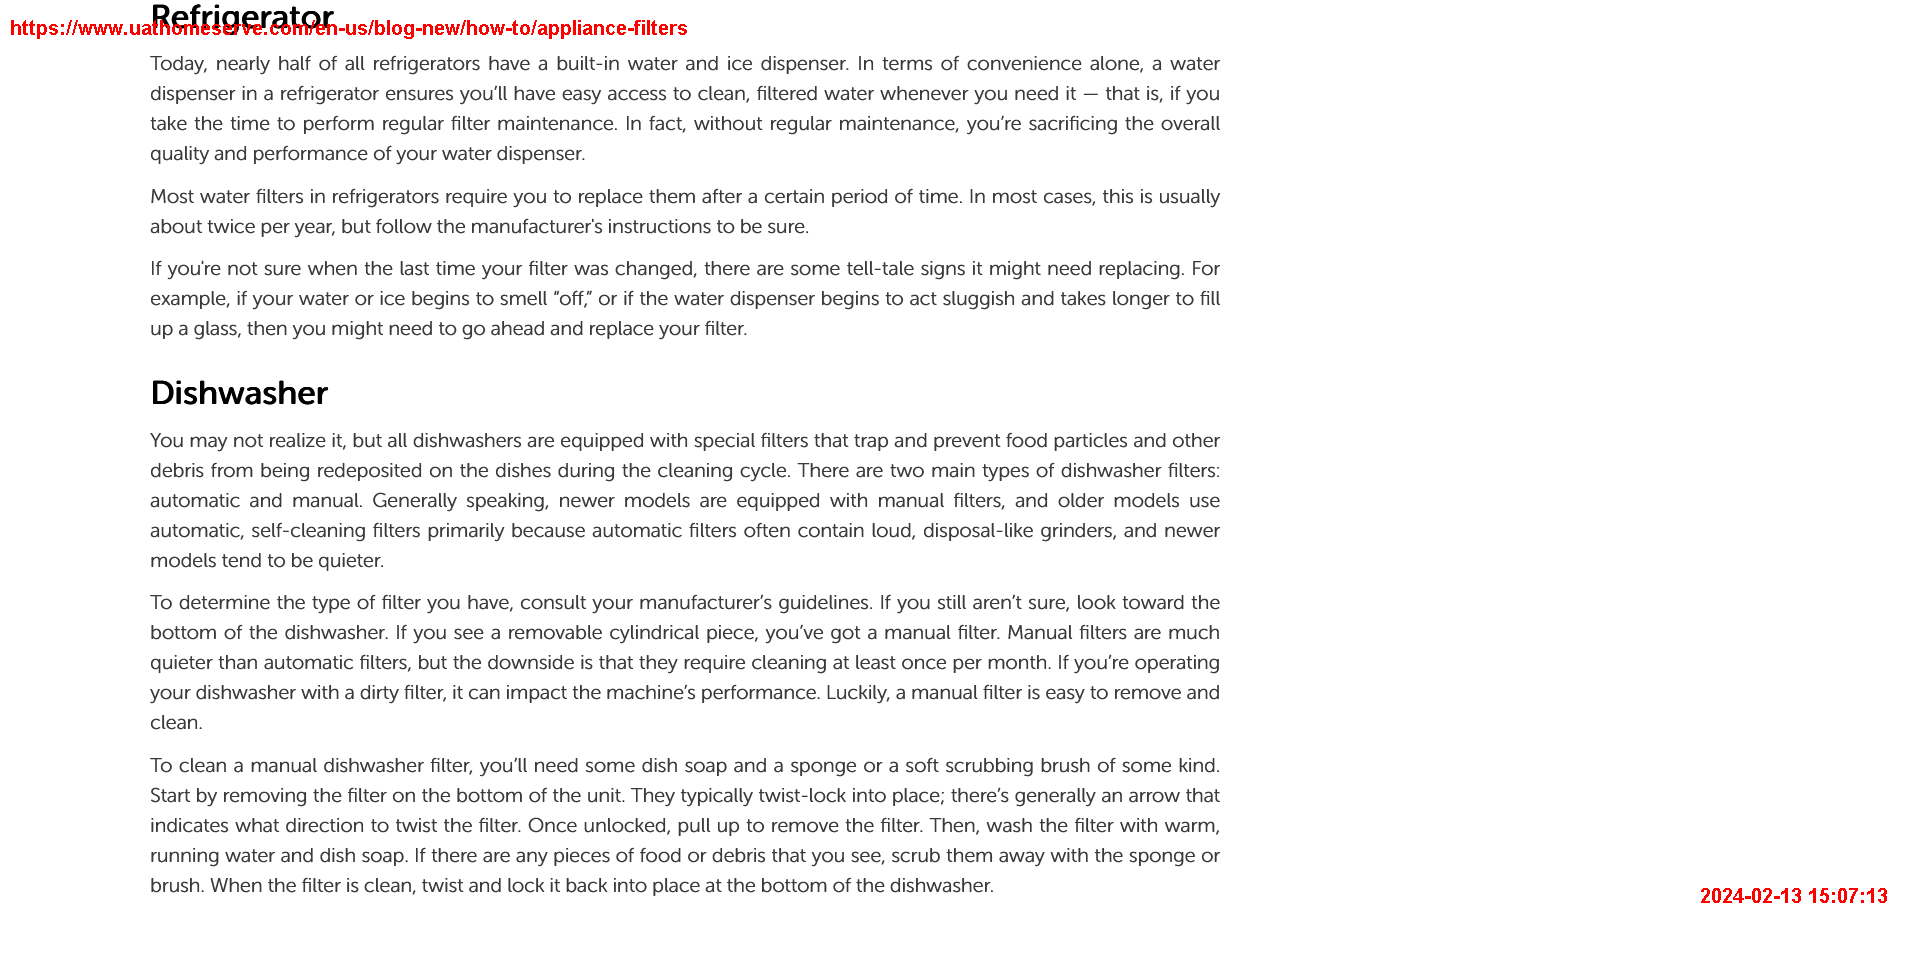 Refrigerator
https://www.uathomeserve.com/en-us/blog-new/how-to/appliance-filters
Today, nearly half of all refrigerators have a built-in water and ice dispenser. In terms of convenience alone, a water
dispenser in a refrigerator ensures you’ll have easy access to clean, filtered water whenever you need it — that is, if you
take the time to perform regular filter maintenance. In fact, without regular maintenance, you’re sacrificing the overall
quality and performance of your water dispenser.
Most water filters in refrigerators require you to replace them after a certain period of time. In most cases, this is usually
about twice per year, but follow the manufacturer's instructions to be sure.
If you're not sure when the last time your filter was changed, there are some tell-tale signs it might need replacing. For
example, if your water or ice begins to smell “off,” or if the water dispenser begins to act sluggish and takes longer to fill
up a glass, then you might need to go ahead and replace your filter.
Dishwasher
You may not realize it, but all dishwashers are equipped with special filters that trap and prevent food particles and other
debris from being redeposited on the dishes during the cleaning cycle. There are two main types of dishwasher filters:
automatic and manual. Generally speaking, newer models are equipped with manual filters, and older models use
automatic, self-cleaning filters primarily because automatic filters often contain loud, disposal-like grinders, and newer
models tend to be quieter.
To determine the type of filter you have, consult your manufacturer’s guidelines. If you still aren’t sure, look toward the
bottom of the dishwasher. If you see a removable cylindrical piece, you’ve got a manual filter. Manual filters are much
quieter than automatic filters, but the downside is that they require cleaning at least once per month. If you’re operating
your dishwasher with a dirty filter, it can impact the machine’s performance. Luckily, a manual filter is easy to remove and
clean.
To clean a manual dishwasher filter, you’ll need some dish soap and a sponge or a soft scrubbing brush of some kind.
Start by removing the filter on the bottom of the unit. They typically twist-lock into place; there’s generally an arrow that
indicates what direction to twist the filter. Once unlocked, pull up to remove the filter. Then, wash the filter with warm,
running water and dish soap. If there are any pieces of food or debris that you see, scrub them away with the sponge or
brush. When the filter is clean, twist and lock it back into place at the bottom of the dishwasher.
2024-02-13 15:07:13